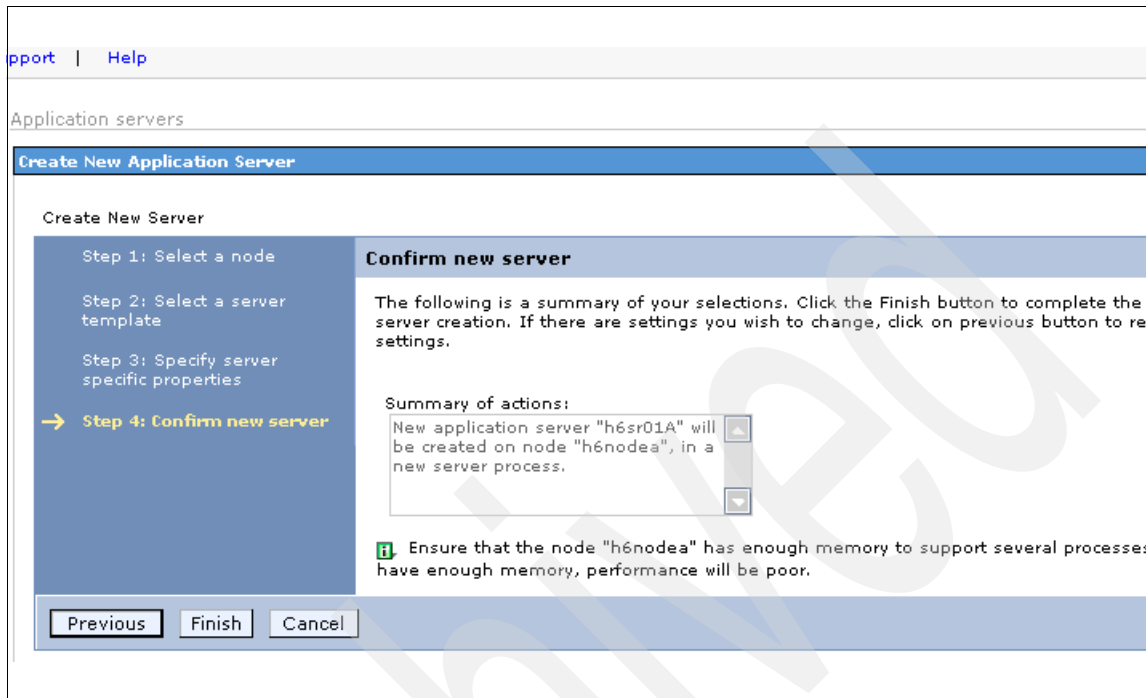 pport | Help
Application servers
Create New Application Server
Create New Server
Step 1: Select a node
Step 2: Select a server
template
Step 3: Specify server
specific properties
Step 4: Confirm new server
Confirm new server
The following is a summary of your selections. Click the Finish button to complete the
server creation. If there are settings you wish to change, click on previous button to re
settings.
Summary of actions:
New application server "h6sr01A" will
be created on node "h6nodea", in a
new server process.
Ensure that the node "h6nodea" has enough memory to support several processes
have enough memory, performance will be poor.
Previous Finish Cancel
hived